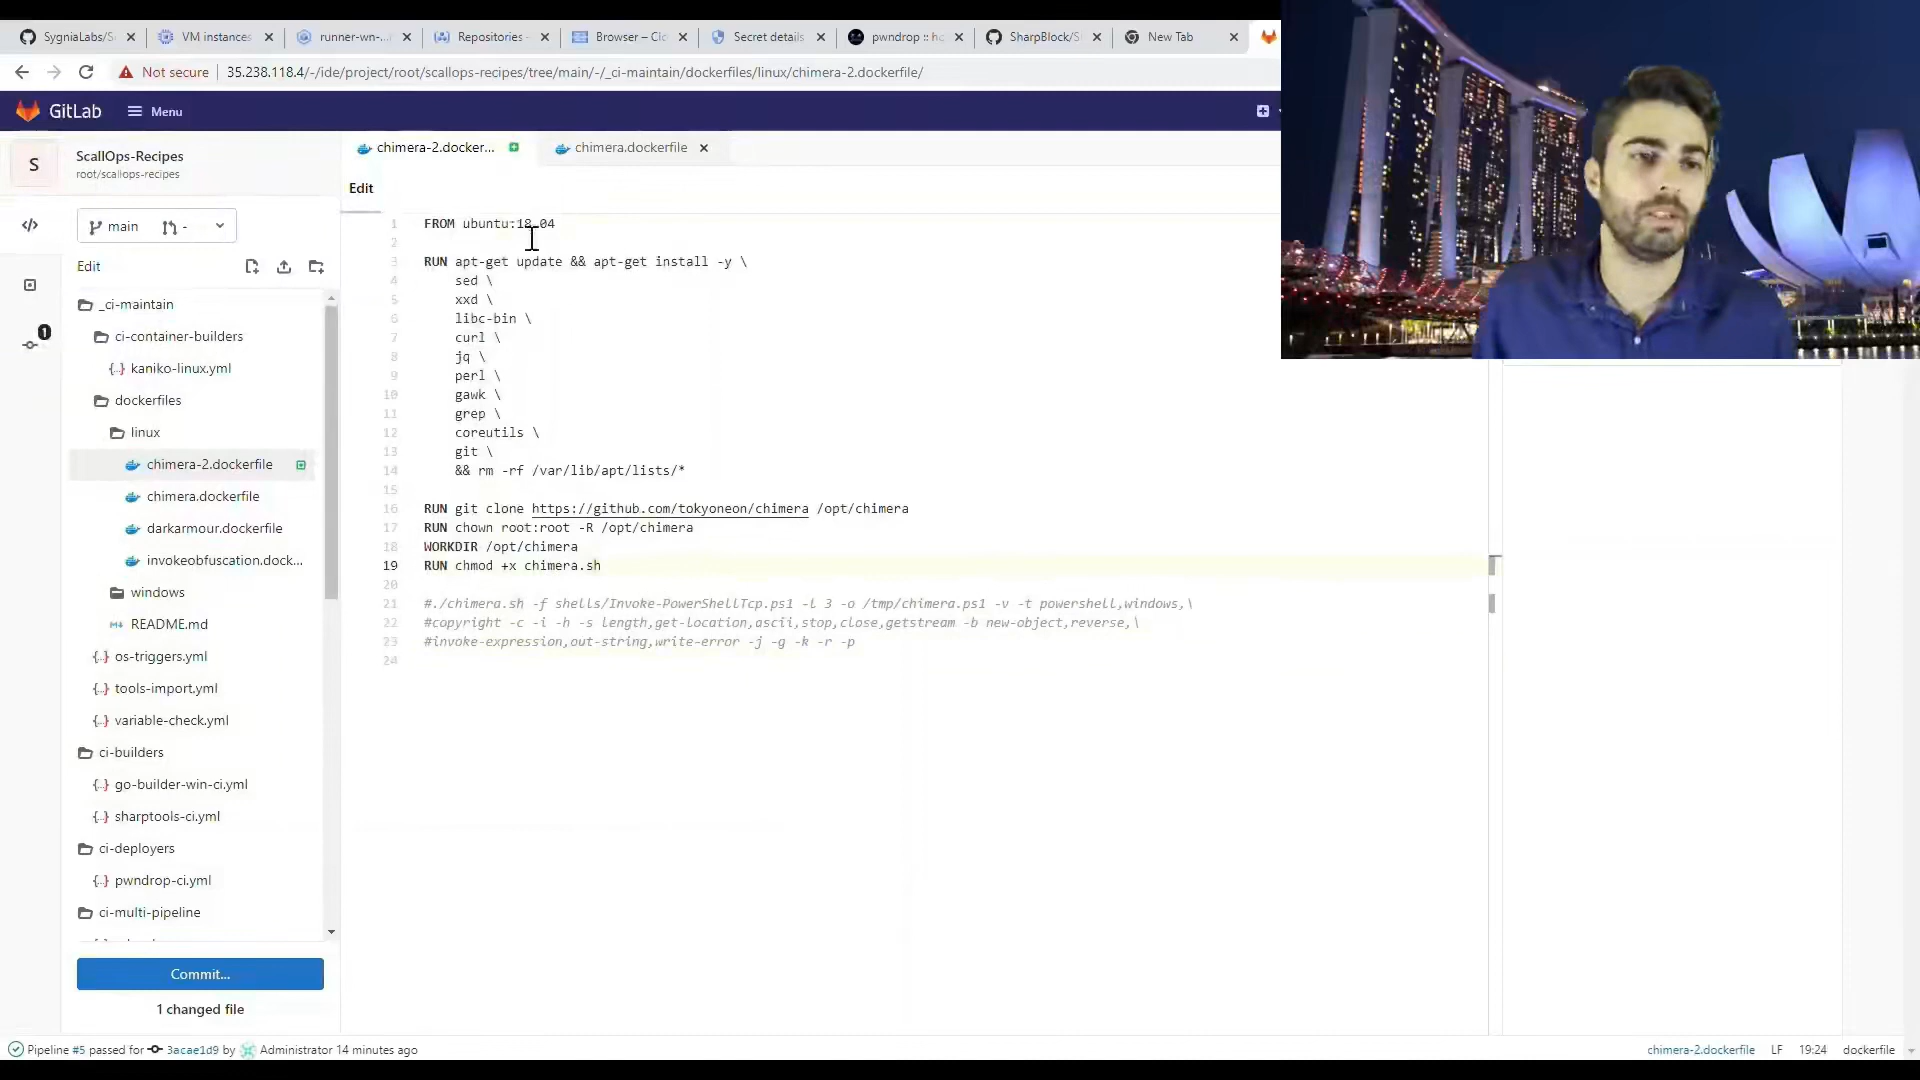 SygniaLabs/S
VM instances
runner-wn-...
Repositories -
Browser – Clo
Secret details
pwndrop :: ho
SharpBlock/S
New Tab
Not secure 35.238.118.4/-/ide/project/root/scallops-recipes/tree/main/-/_ci-maintain/dockerfiles/linux/chimera-2.dockerfile/
GitLab Menu
S
ScallOps-Recipes
root/scallops-recipes
main -
Edit
1
_ci-maintain
ci-container-builders
kaniko-linux.yml
dockerfiles
linux
chimera-2.dockerfile
chimera.dockerfile
darkarmour.dockerfile
invokeobfuscation.dock...
windows
README.md
os-triggers.yml
tools-import.yml
variable-check.yml
ci-builders
go-builder-win-ci.yml
sharptools-ci.yml
ci-deployers
pwndrop-ci.yml
ci-multi-pipeline
Commit...
1 changed file
chimera-2.docker...
chimera.dockerfile
Edit
1 FROM ubuntu:18.04
2
3 RUN apt-get update && apt-get install -y \
4 sed \
5 xxd \
6 libc-bin \
7 curl \
8 jq \
9 perl \
10 gawk \
11 grep \
12 coreutils \
13 git \
14 && rm -rf /var/lib/apt/lists/*
15
16 RUN git clone https://github.com/tokyoneon/chimera /opt/chimera
17 RUN chown root:root -R /opt/chimera
18 WORKDIR /opt/chimera
19 RUN chmod +x chimera.sh
20
21 #./chimera.sh -f shells/Invoke-PowerShellTcp.ps1 -l 3 -o /tmp/chimera.ps1 -v -t powershell,windows,\
22 #copyright -c -i -h -s length,get-location,ascii,stop,close,getstream -b new-object,reverse,\
23 #invoke-expression,out-string,write-error -j -g -k -r -p
24
Pipeline #5 passed for 3acae1d9 by Administrator 14 minutes ago
chimera-2.dockerfile LF 19:24 dockerfile